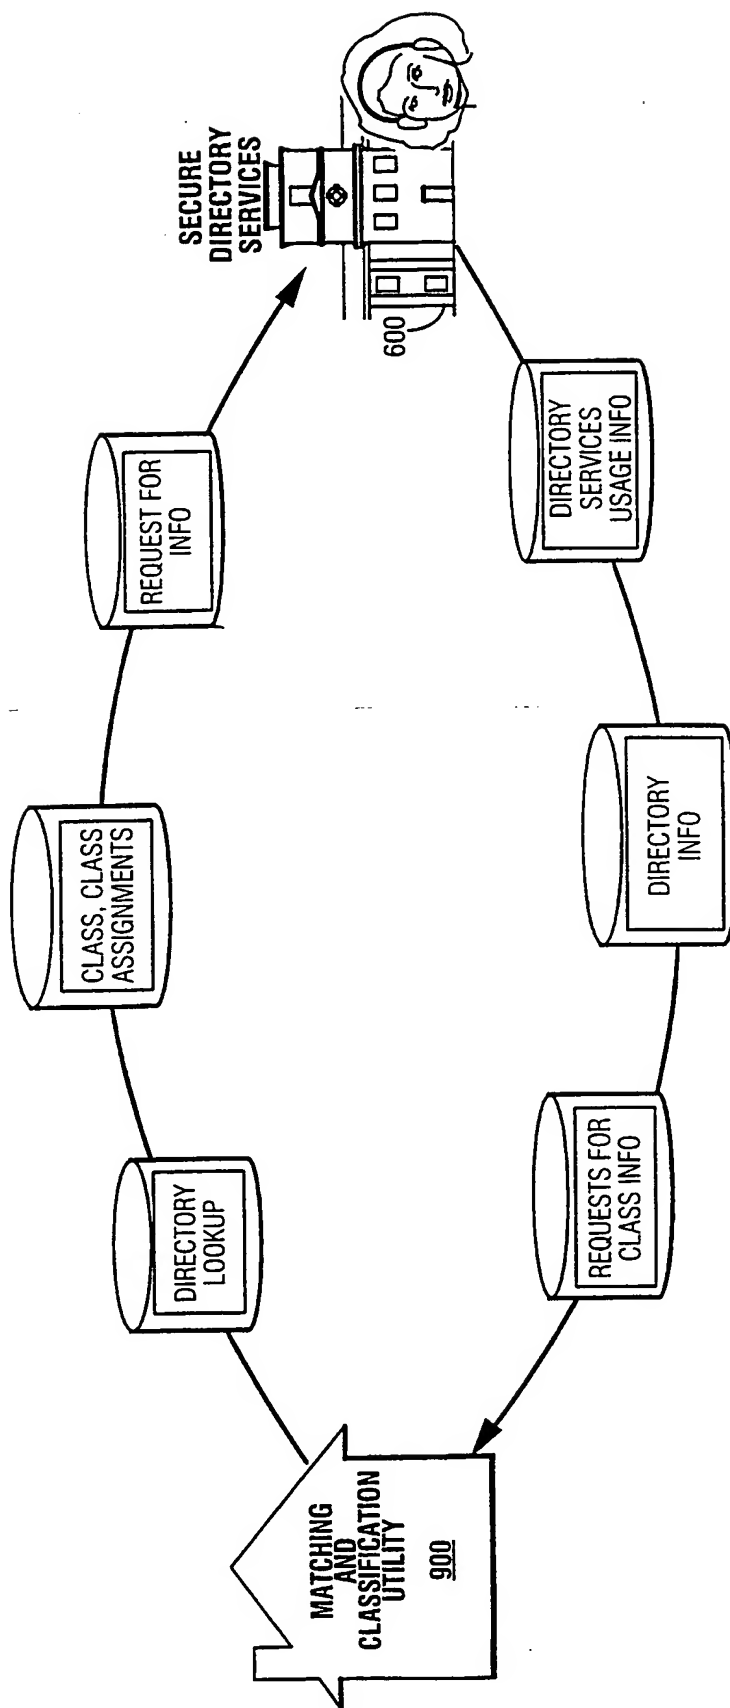 SECURE
DIRECTORY
SERVICES
600
REQUEST FOR
INFO
CLASS, CLASS
ASSIGNMENTS
DIRECTORY
LOOKUP
MATCHING
AND
CLASSIFICATION
UTILITY
900
REQUESTS FOR
CLASS INFO
DIRECTORY
INFO
DIRECTORY
SERVICES
USAGE INFO